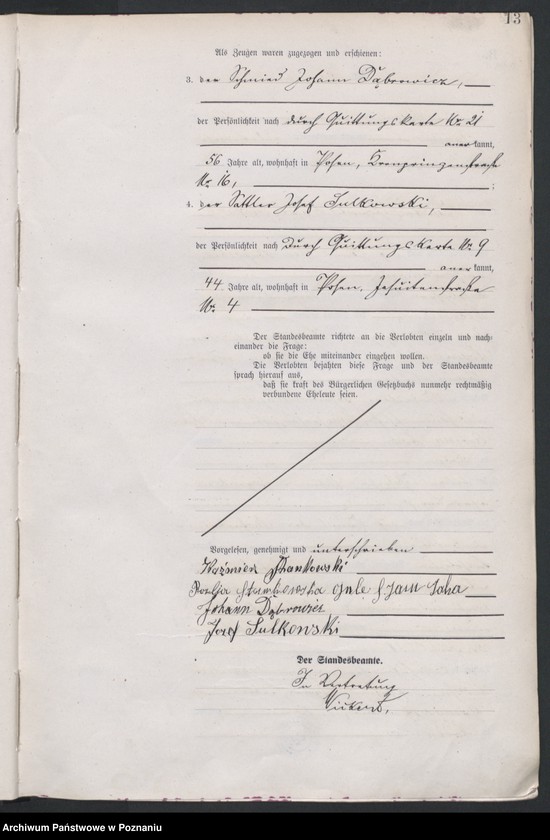 13
Als Zeugen waren zugezogen und erschienen:
3. der Schmied Johann Dąbrowicz,
der Persönlichkeit nach durch Quittungskarte Nr. 21
anerkannt,
56 Jahre alt, wohnhaft in Posen, Kronprinzenstraße
Nr. 16, ;
4. der Sattler Josef Sulkowski,
der Persönlichkeit nach durch Quittungskarte Nr. 9
anerkannt,
44 Jahre alt, wohnhaft in Posen, Jesuitenstraße
Nr. 4
Der Standesbeamte richtete an die Verlobten einzeln und nach-
einander die Frage:
ob sie die Ehe miteinander eingehen wollen.
Die Verlobten bejahten diese Frage und der Standesbeamte
sprach hierauf aus,
daß sie kraft des Bürgerlichen Gesetzbuchs nunmehr rechtmäßig
verbundene Eheleute seien.
Vorgelesen, genehmigt und unterschrieben
Kaźmierz
Johann Dąbrowicz
Josef Sulkowski
Der Standesbeamte.
In Vertretung
Archiwum Państwowe w Poznaniu